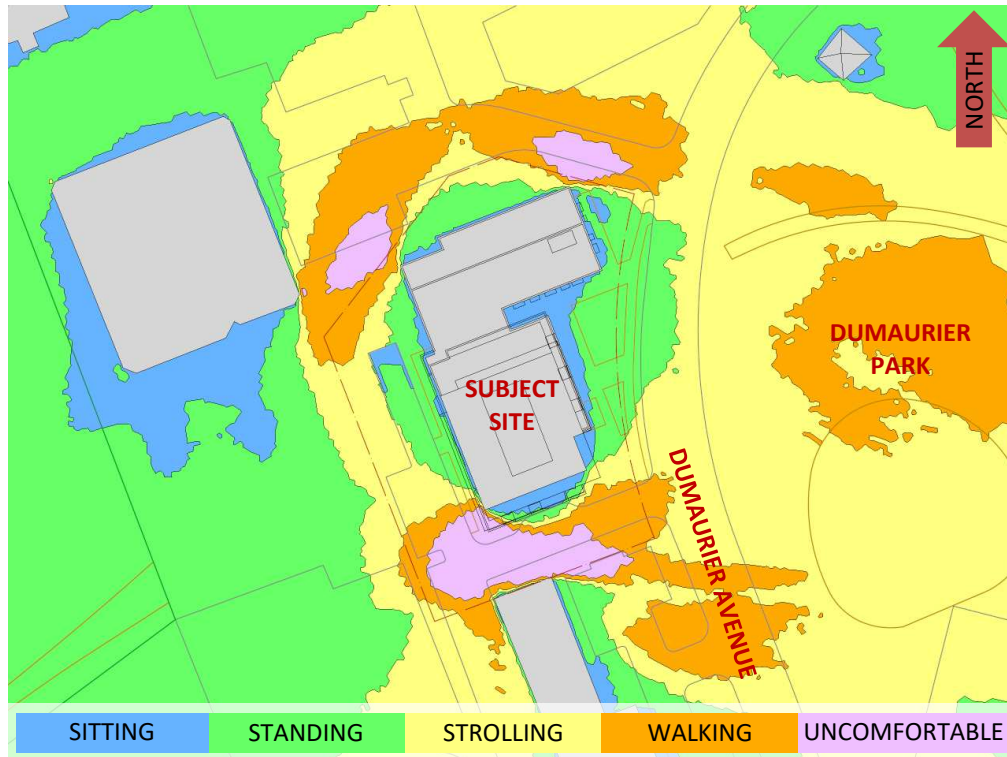 NORTH
DUMAURIER
PARK
SUBJECT
SITE
DUMAURIER AVENUE
SITTING
STANDING
STROLLING
WALKING
UNCOMFORTABLE